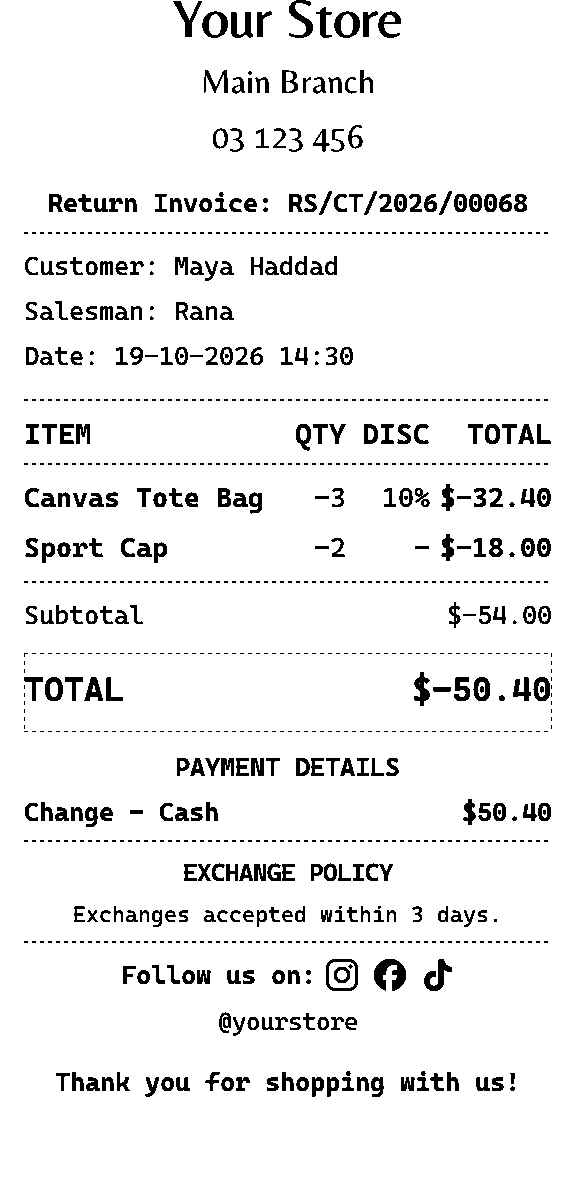 Your Store
Main Branch
03 123 456
Return Invoice: RS/CT/2026/00068
Customer: Maya Haddad
Salesman: Rana
Date: 19-10-2026 14:30
ITEM QTY DISC TOTAL
Canvas Tote Bag -3 10% $-32.40
Sport Cap -2 - $-18.00
Subtotal $-54.00
TOTAL $-50.40
PAYMENT DETAILS
Change - Cash $50.40
EXCHANGE POLICY
Exchanges accepted within 3 days.
Follow us on:
@yourstore
Thank you for shopping with us!